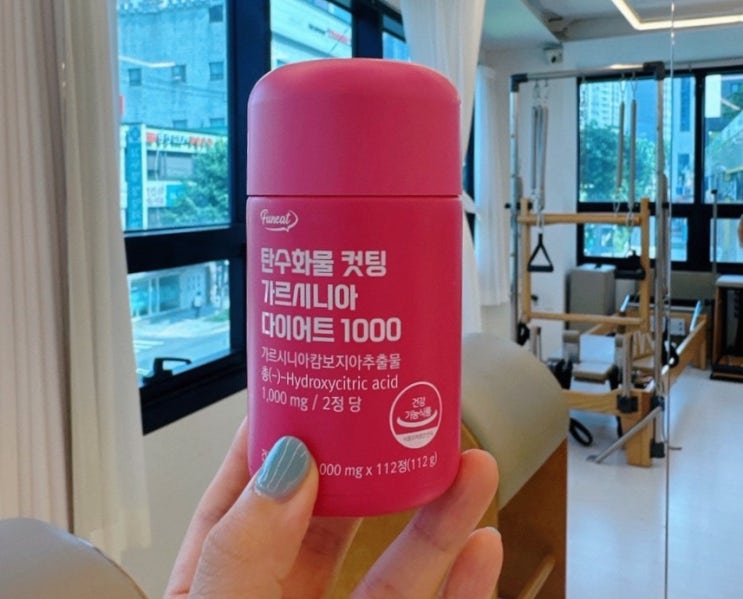 Funeat
탄수화물 컷팅
가르시니아
다이어트 1000
가르시니아캄보지아추출물
총(-)-Hydroxycitric acid
1,000 mg / 2정 당
건강
기능식품
000 mg x 112정(112 g)